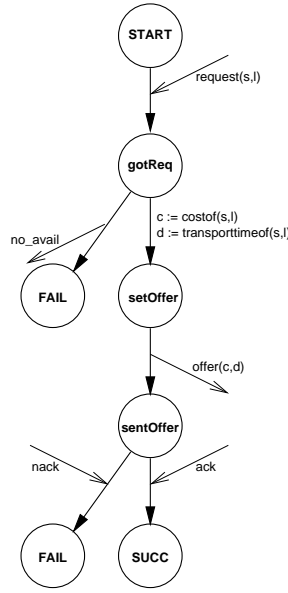 START
request(s,l)
gotReq
c := costof(s,l)
no_avail
d := transporttimeof(s,l)
FAIL
setOffer
offer(c,d)
sentOffer
nack
ack
FAIL
SUCC